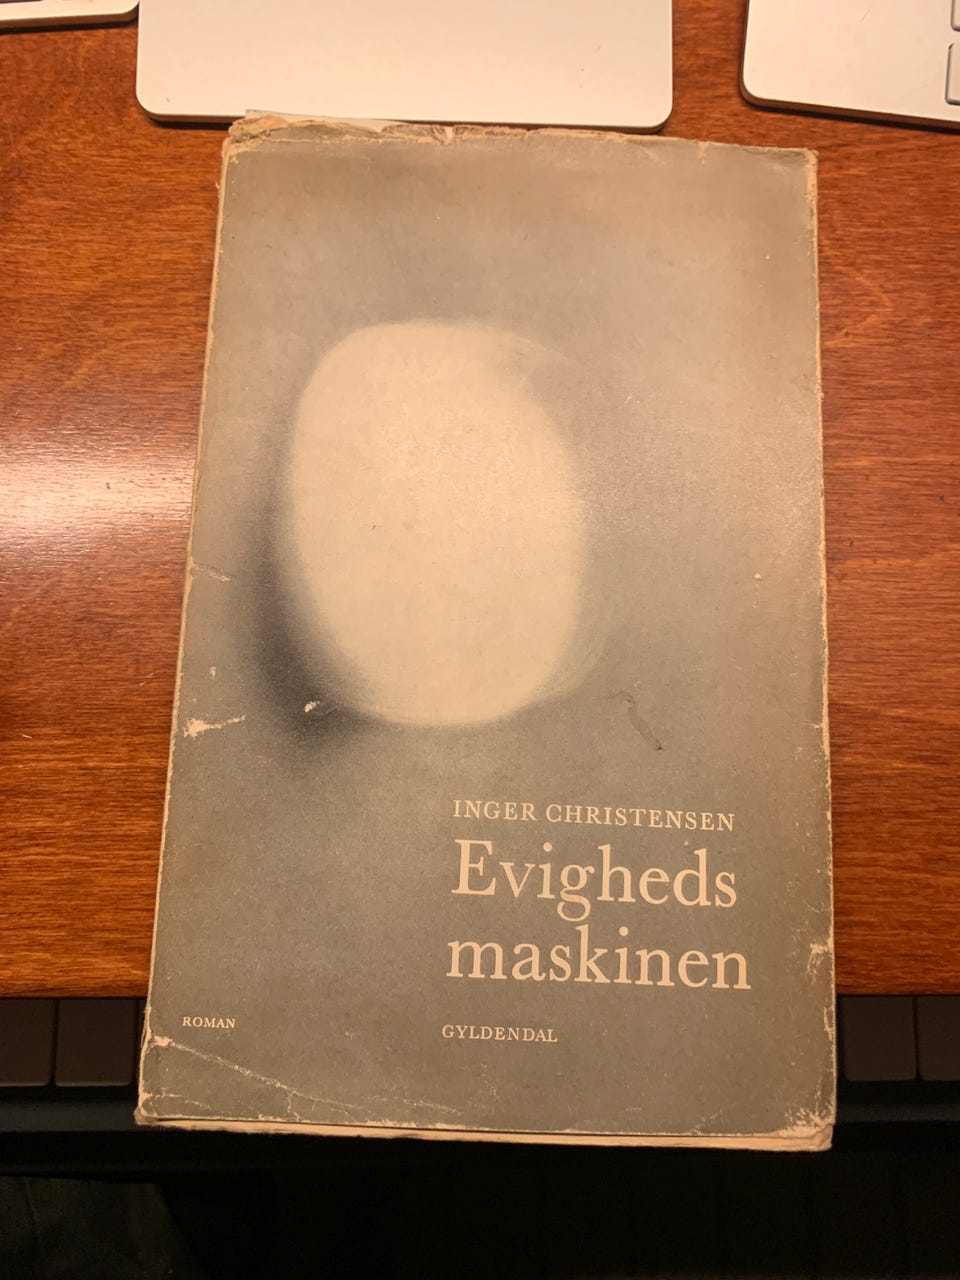 INGER CHRISTENSEN
Evigheds
maskinen
ROMAN
GYLDENDAL